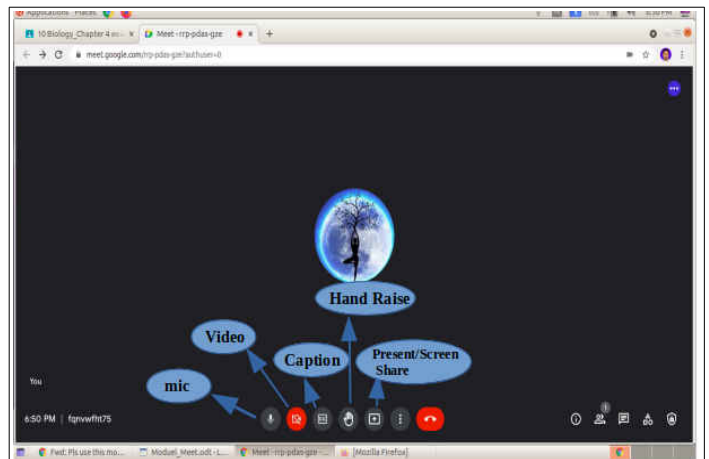 Applications Places
10 Biology_Chapter 4
Meet - rrp-pdas-gze
meet.google.com/rrp-pdas-gze?authuser=0
Hand Raise
Video
Caption
Present/Screen
Share
mic
You
6:50 PM | fqnvwfht75
1
Fwd: Pls use this mo...
Moduel_Meet.odt - L...
Meet - rrp-pdas-gze - ...
[Mozilla Firefox]